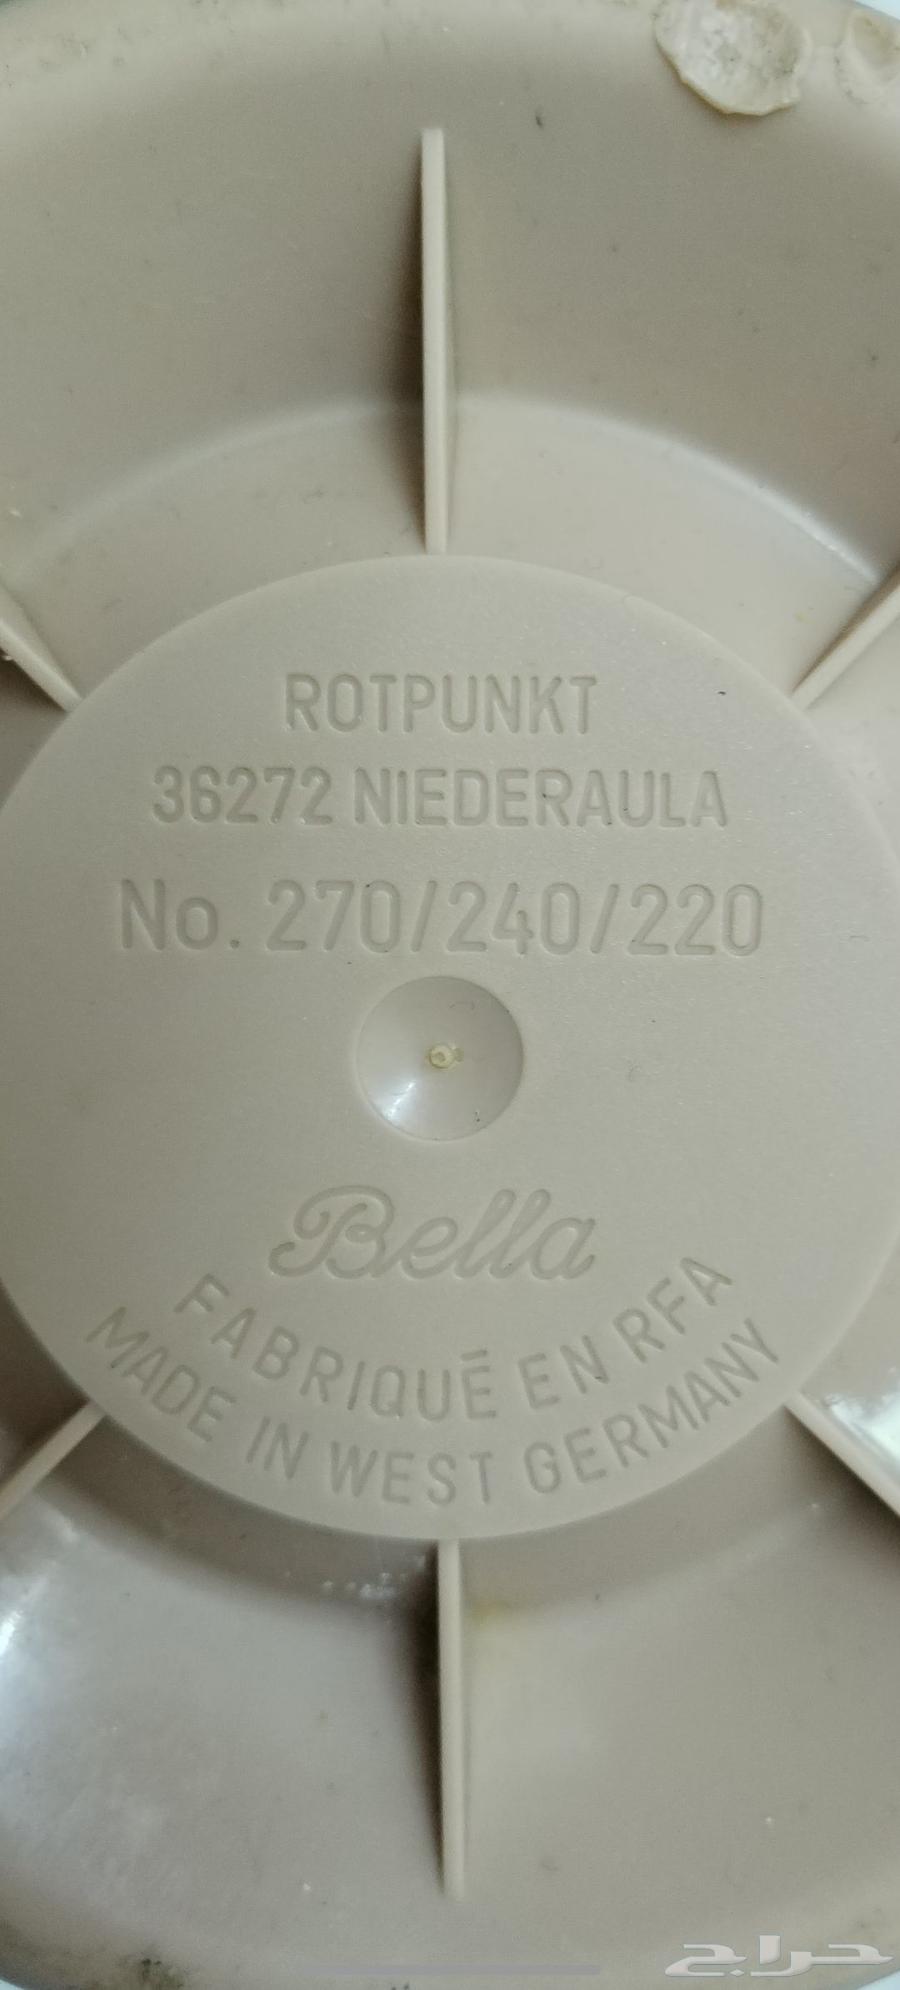 ROTPUNKT
36272 NIEDERAULA
No. 270/240/220
Bella
FABRIQUÉ EN RFA
MADE IN WEST GERMANY
حراج